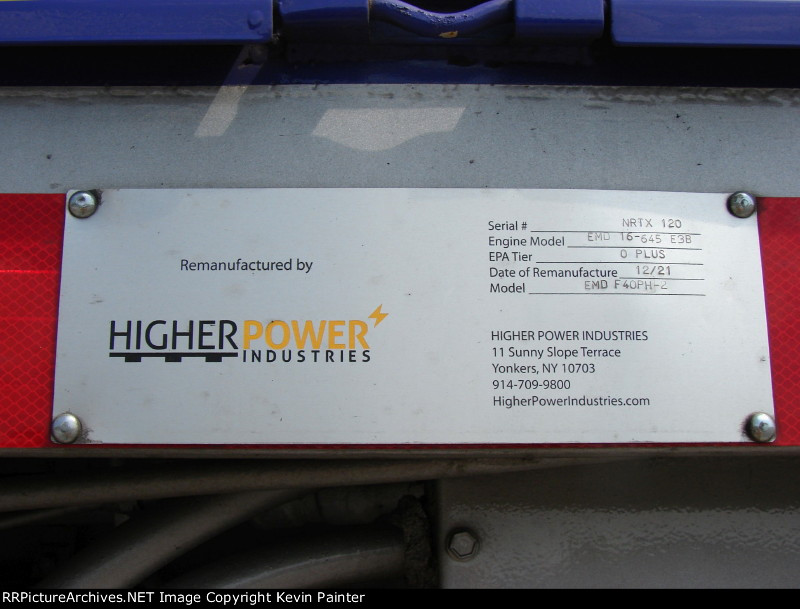 Remanufactured by
HIGHER POWER
INDUSTRIES
Serial # NRTX 120
Engine Model EMD 16-645 E3B
EPA Tier 0 PLUS
Date of Remanufacture 12/21
Model EMD F40PH-2
HIGHER POWER INDUSTRIES
11 Sunny Slope Terrace
Yonkers, NY 10703
914-709-9800
HigherPowerIndustries.com
RRPictureArchives.NET Image Copyright Kevin Painter